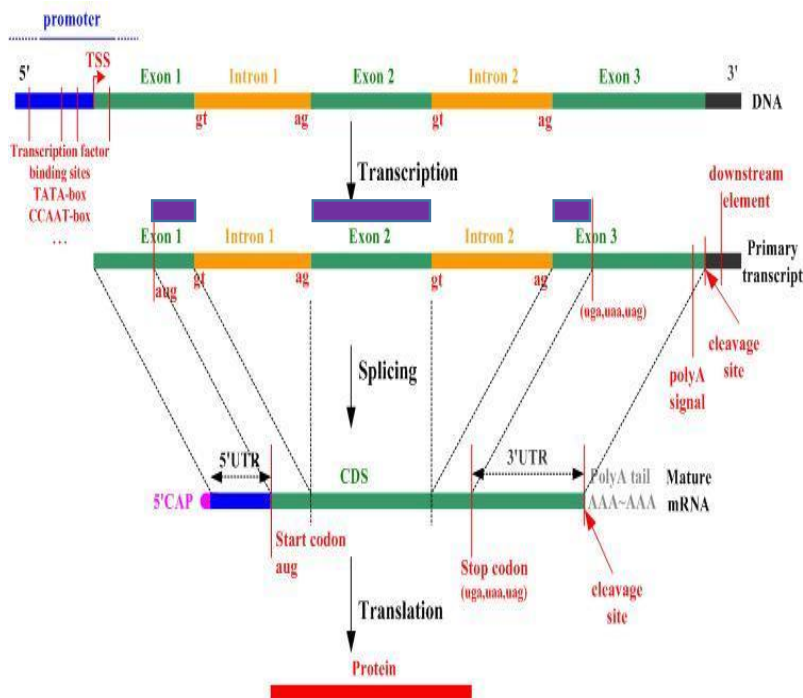 promoter
5' TSS Exon 1 Intron 1 Exon 2 Intron 2 Exon 3 3'
DNA
gt ag gt ag
Transcription factor
binding sites
TATA-box
CCAAT-box
...
Transcription
downstream
element
Exon 1 Intron 1 Exon 2 Intron 2 Exon 3
Primary
transcript
aug gt ag gt ag
(uga,uaa,uag)
cleavage
site
polyA
signal
Splicing
5'UTR CDS 3'UTR
PolyA tail Mature
5'CAP AAA~AAA mRNA
Start codon
aug
Stop codon
(uga,uaa,uag)
cleavage
site
Translation
Protein